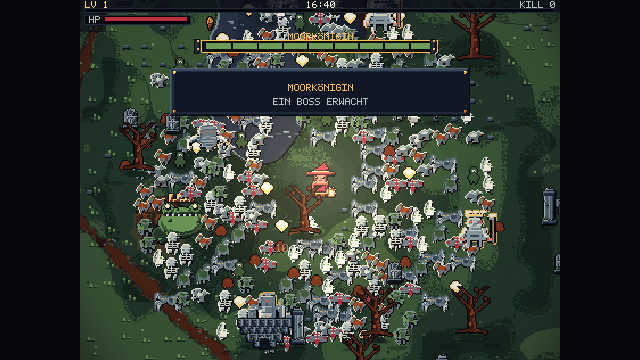 LV 1
16:40
KILL 0
HP
MOORKÖNIGIN
MOORKÖNIGIN
EIN BOSS ERWACHT